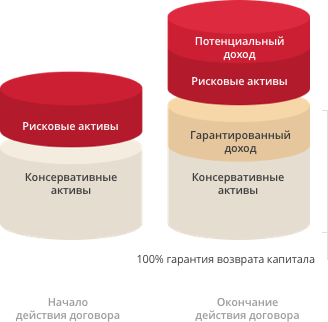 Потенциальный
доход
Рисковые активы
Рисковые активы
Гарантированный
доход
Консервативные
активы
Консервативные
активы
100% гарантия возврата капитала
Начало
действия договора
Окончание
действия договора